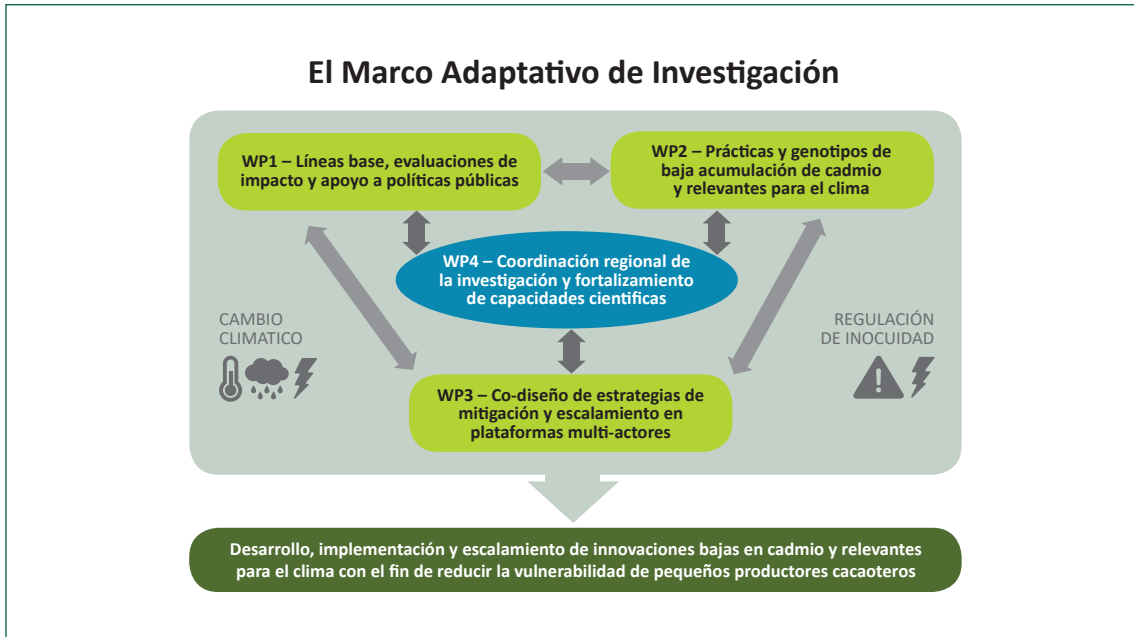 El Marco Adaptativo de Investigación
WP1 – Líneas base, evaluaciones de
impacto y apoyo a políticas públicas
WP2 – Prácticas y genotipos de
baja acumulación de cadmio
y relevantes para el clima
WP4 – Coordinación regional de
la investigación y fortalizamiento
de capacidades científicas
CAMBIO
CLIMATICO
REGULACIÓN
DE INOCUIDAD
WP3 – Co-diseño de estrategias de
mitigación y escalamiento en
plataformas multi-actores
Desarrollo, implementación y escalamiento de innovaciones bajas en cadmio y relevantes
para el clima con el fin de reducir la vulnerabilidad de pequeños productores cacaoteros